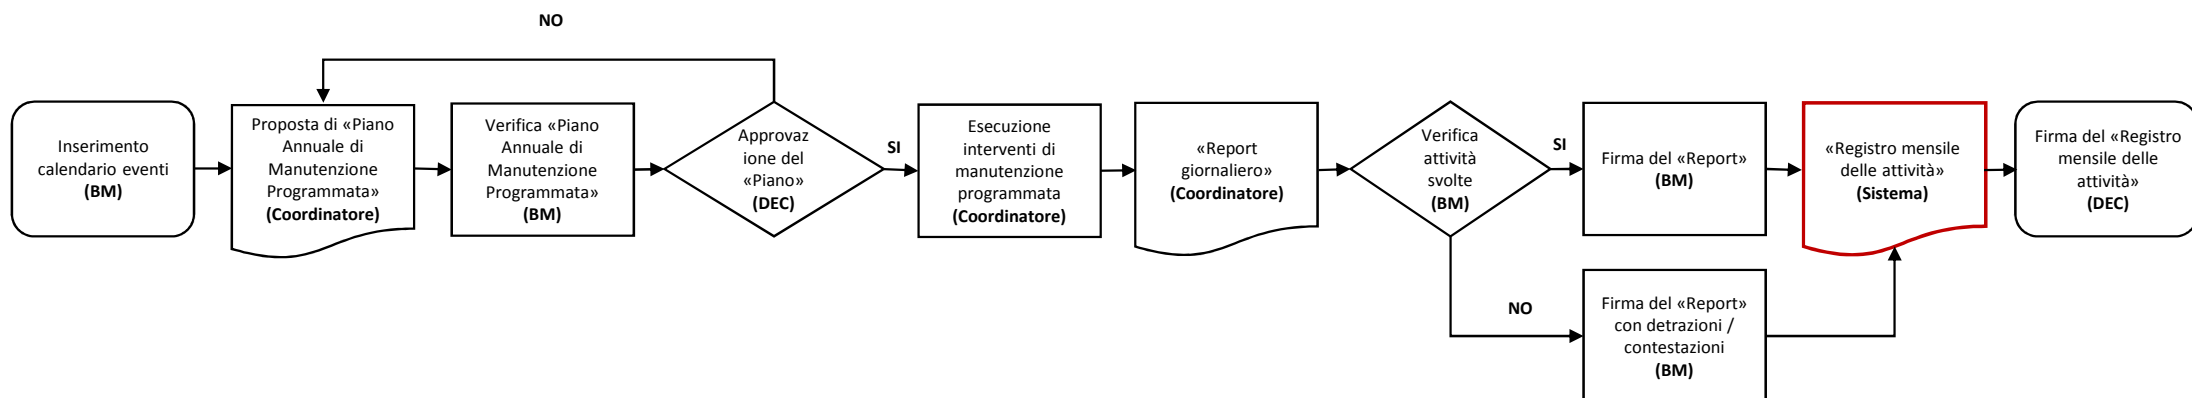 NO
Inserimento
calendario eventi
(BM)
Proposta di «Piano
Annuale di
Manutenzione
Programmata»
(Coordinatore)
Verifica «Piano
Annuale di
Manutenzione
Programmata»
(BM)
Approvaz
ione del
«Piano»
(DEC)
SI
Esecuzione
interventi di
manutenzione
programmata
(Coordinatore)
«Report
giornaliero»
(Coordinatore)
Verifica
attività
svolte
(BM)
SI
Firma del «Report»
(BM)
«Registro mensile
delle attività»
(Sistema)
Firma del «Registro
mensile delle
attività»
(DEC)
NO
Firma del «Report»
con detrazioni /
contestazioni
(BM)